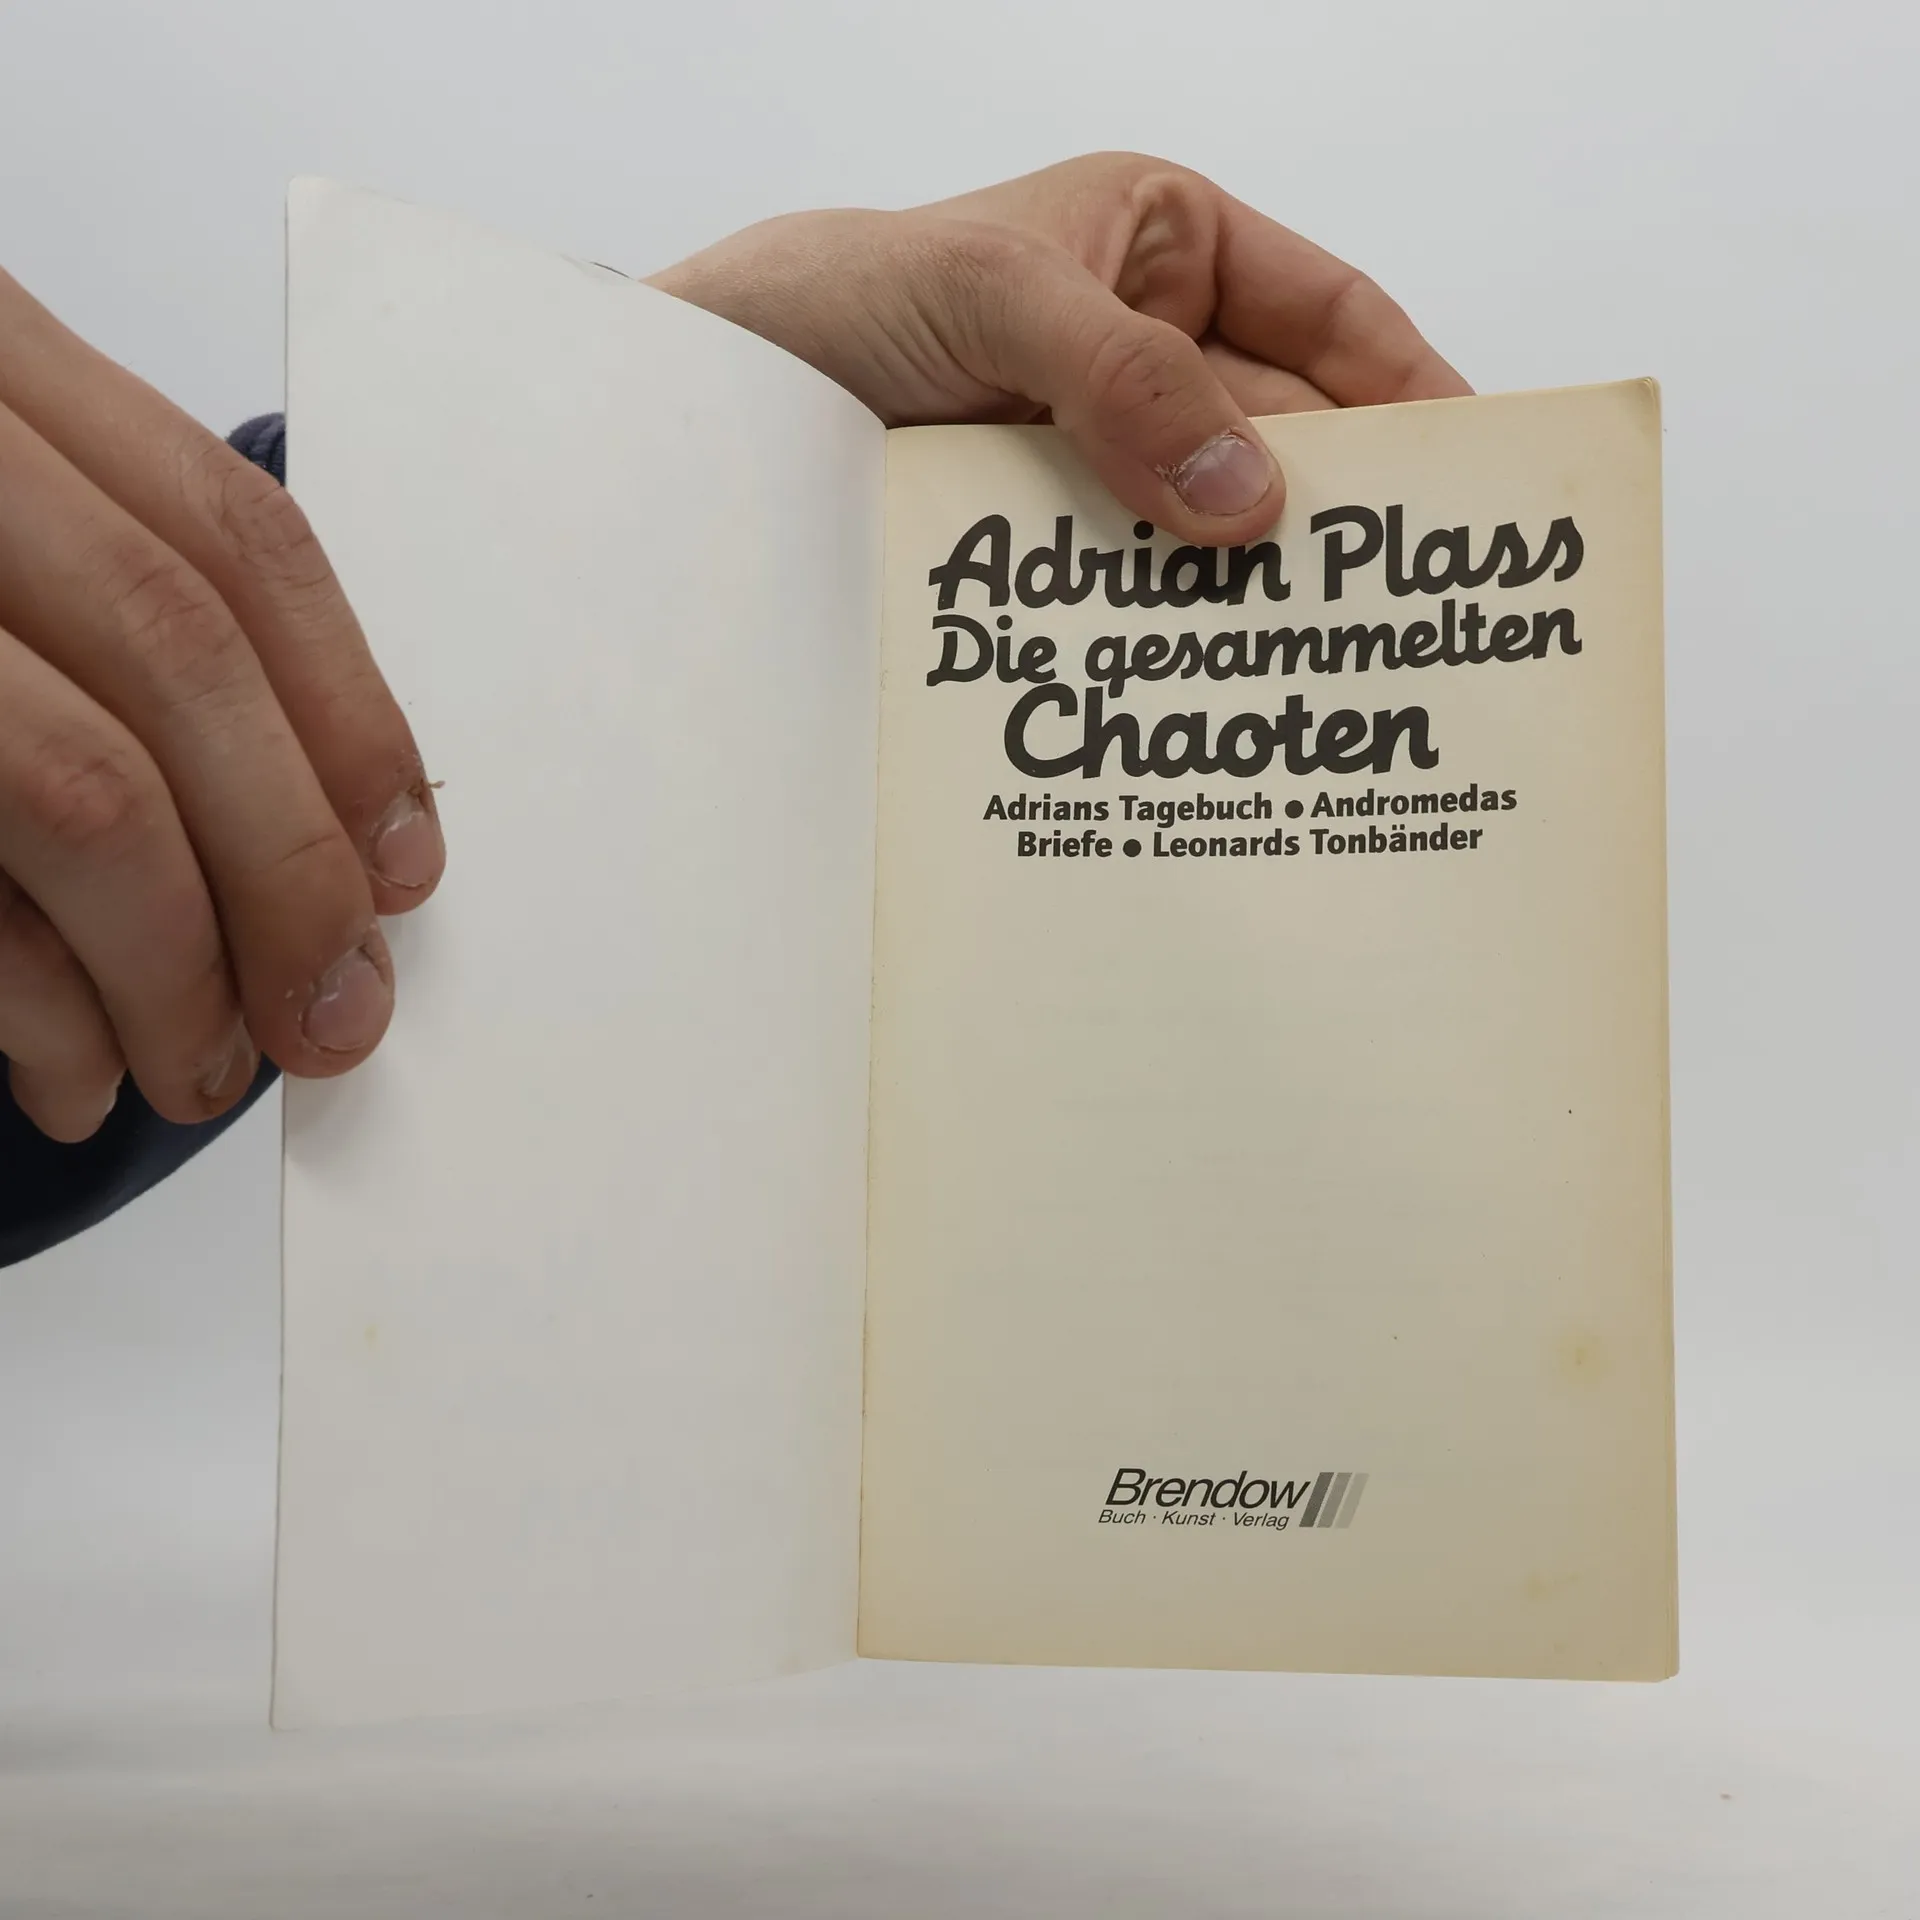 Adrian Plass
Die gesammelten
Chaoten
Adrians Tagebuch ● Andromedas
Briefe ● Leonards Tonbänder
Brendow
Buch · Kunst · Verlag